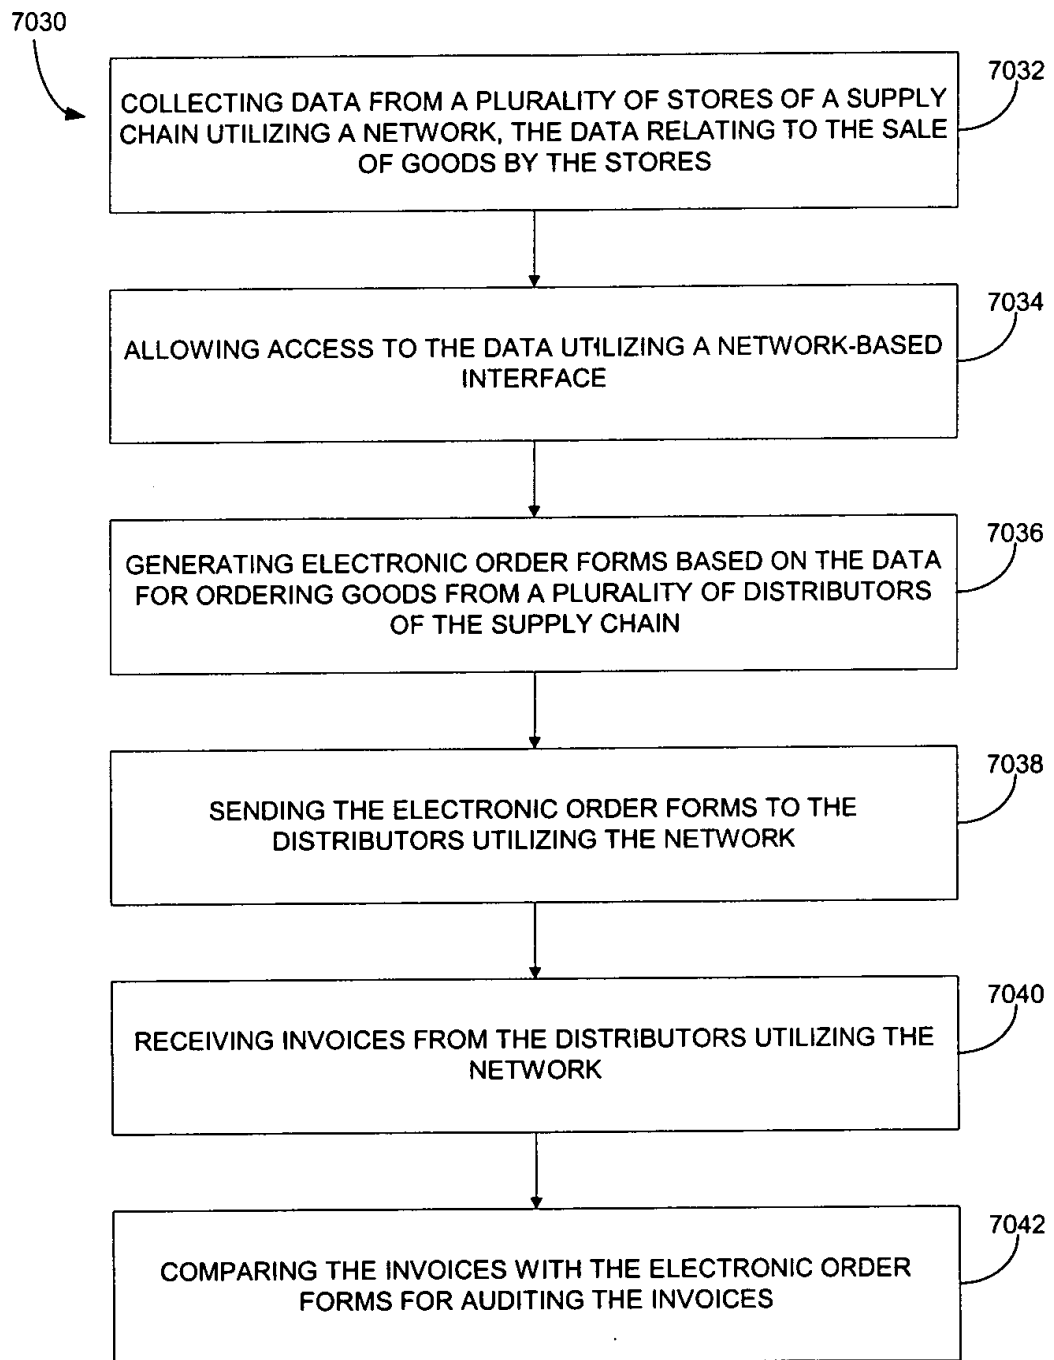 7030
7032
COLLECTING DATA FROM A PLURALITY OF STORES OF A SUPPLY
CHAIN UTILIZING A NETWORK, THE DATA RELATING TO THE SALE
OF GOODS BY THE STORES
7034
ALLOWING ACCESS TO THE DATA UTILIZING A NETWORK-BASED
INTERFACE
7036
GENERATING ELECTRONIC ORDER FORMS BASED ON THE DATA
FOR ORDERING GOODS FROM A PLURALITY OF DISTRIBUTORS
OF THE SUPPLY CHAIN
7038
SENDING THE ELECTRONIC ORDER FORMS TO THE
DISTRIBUTORS UTILIZING THE NETWORK
7040
RECEIVING INVOICES FROM THE DISTRIBUTORS UTILIZING THE
NETWORK
7042
COMPARING THE INVOICES WITH THE ELECTRONIC ORDER
FORMS FOR AUDITING THE INVOICES